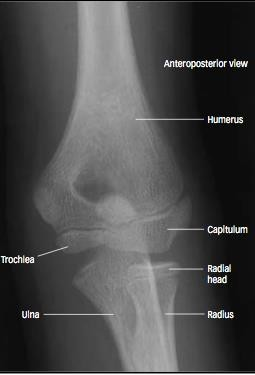 Anteroposterior view
Humerus
Capitulum
Trochlea
Radial
head
Ulna
Radius